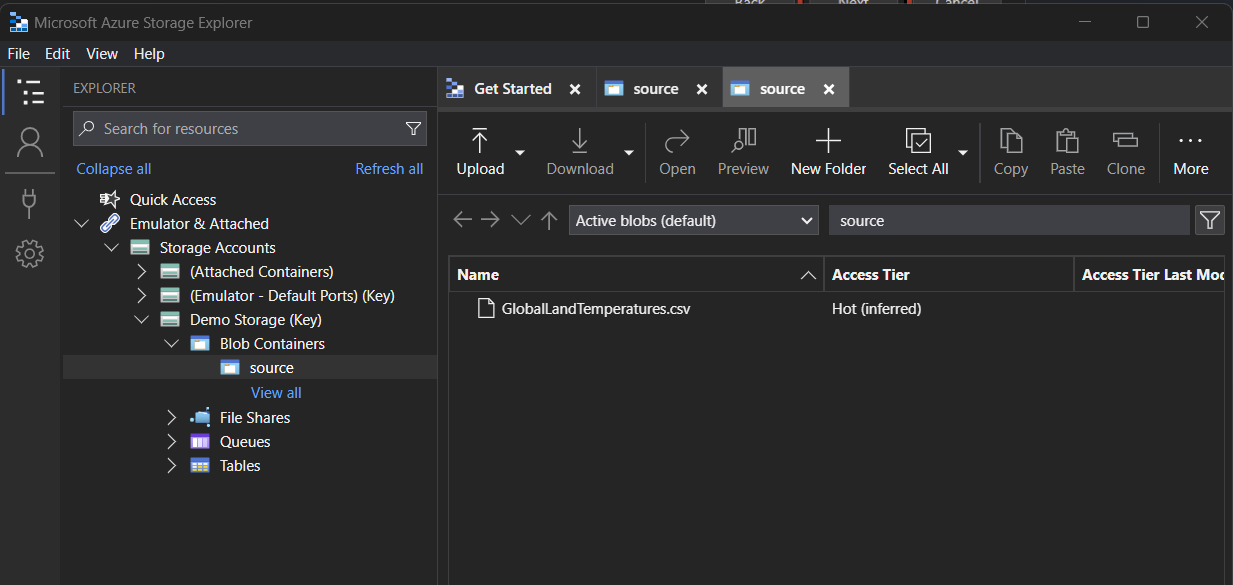 Back Next Cancel
Microsoft Azure Storage Explorer
File Edit View Help
EXPLORER
Search for resources
Collapse all Refresh all
Quick Access
Emulator & Attached
Storage Accounts
(Attached Containers)
(Emulator - Default Ports) (Key)
Demo Storage (Key)
Blob Containers
source
View all
File Shares
Queues
Tables
Get Started source source
Upload Download Open Preview New Folder Select All Copy Paste Clone More
Active blobs (default) source
Name Access Tier Access Tier Last Mod
GlobalLandTemperatures.csv Hot (inferred)